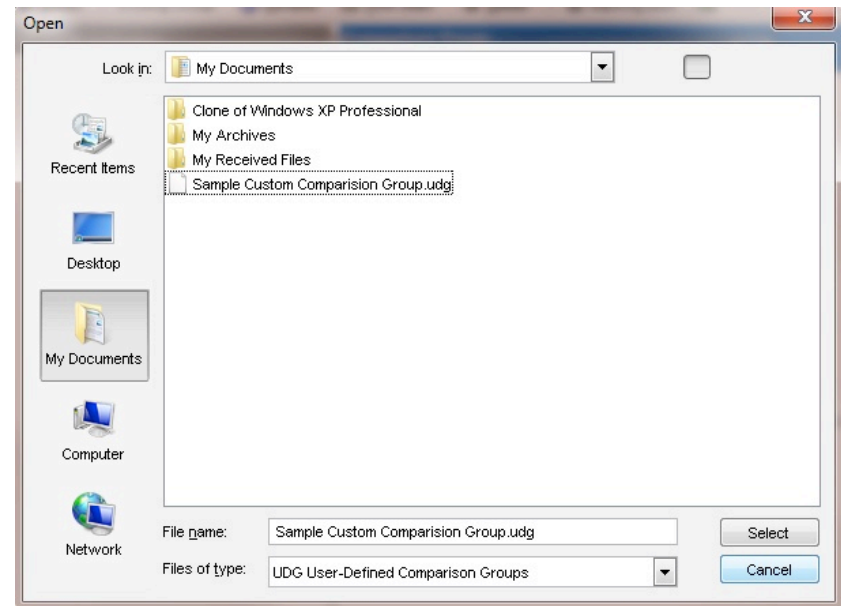 Open
Look in: My Documents
Clone of Windows XP Professional
My Archives
My Received Files
Sample Custom Comparision Group.udg
Recent Items
Desktop
My Documents
Computer
Network
File name: Sample Custom Comparision Group.udg Select
Files of type: UDG User-Defined Comparison Groups Cancel